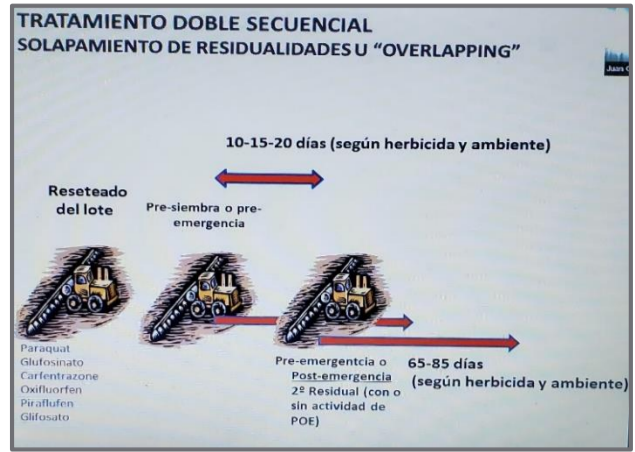 TRATAMIENTO DOBLE SECUENCIAL
SOLAPAMIENTO DE RESIDUALIDADES U “OVERLAPPING”
Juan
10-15-20 días (según herbicida y ambiente)
Reseteado
del lote
Pre-siembra o pre-
emergencia
Paraquat
Glufosinato
Carfentrazone
Oxifluorfen
Piraflufen
Glifosato
Pre-emergentcia o
Post-emergencia
2º Residual (con o
sin actividad de
POE)
65-85 días
(según herbicida y ambiente)